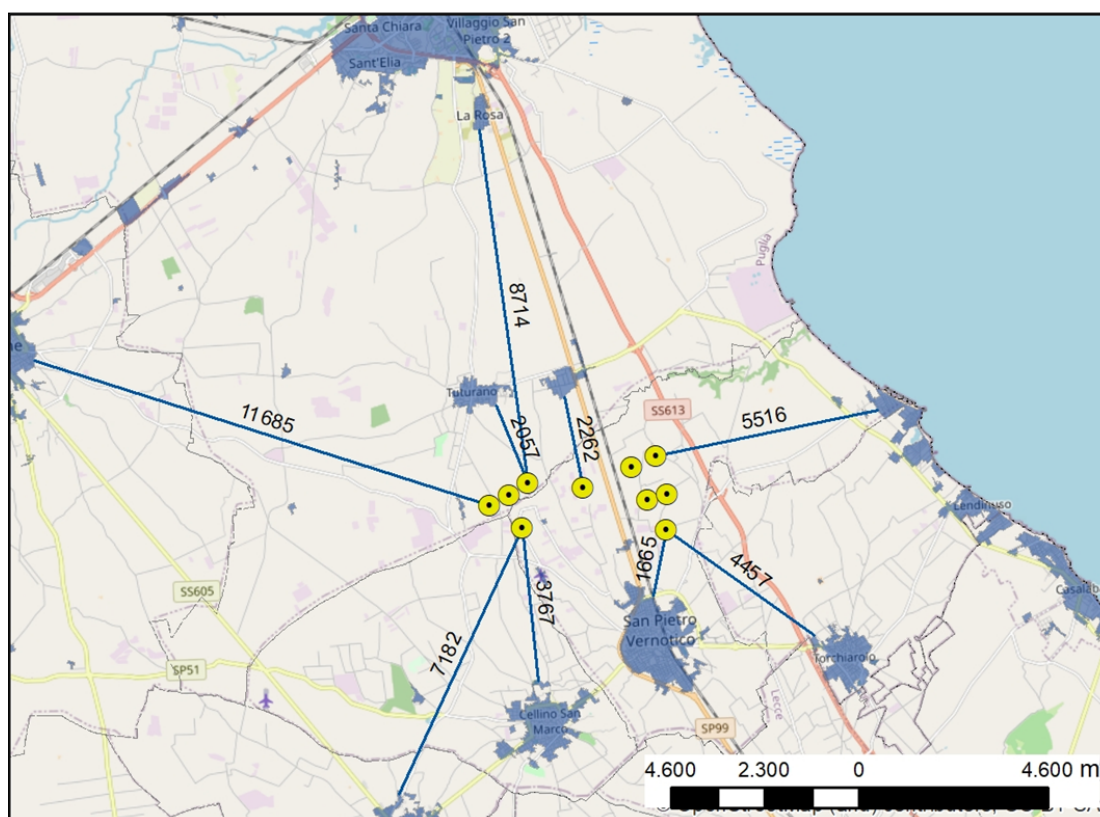 Santa Chiara
Villaggio San
Pietro 2
Sant'Elia
La Rosa
Puglia
8714
ne
Tuturano
11685
2057
2262
SS613
5516
Lendinuso
1665
4457
3767
SS605
San Pietro
Vernotico
Casalab
7182
SP51
Torchiarolo
Cellino San
Marco
Lecce
SP99
4.600 2.300 0 4.600 m